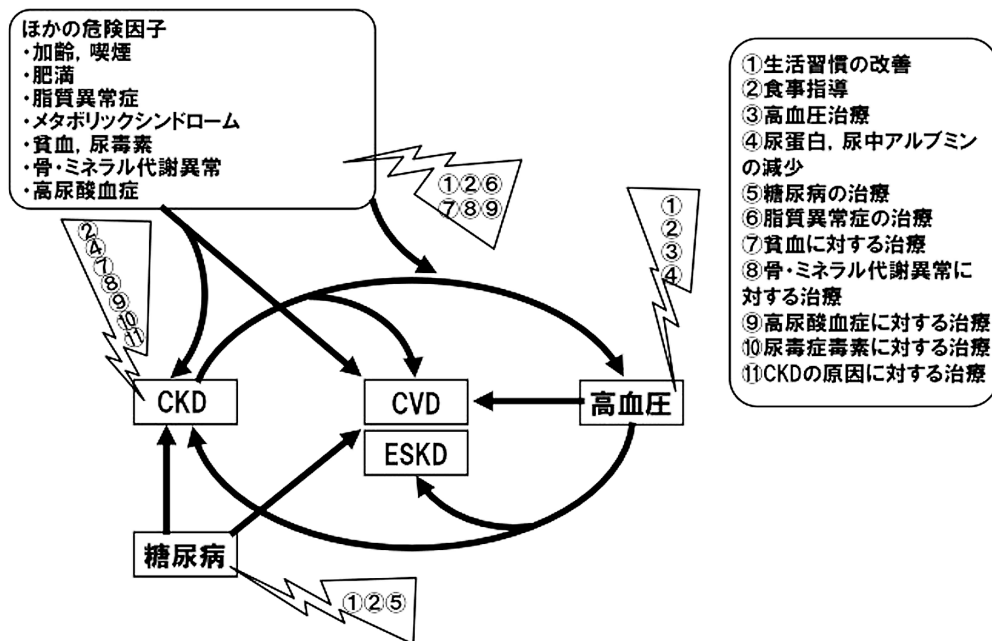 ほかの危険因子
・加齢, 喫煙
・肥満
・脂質異常症
・メタボリックシンドローム
・貧血, 尿毒素
・骨・ミネラル代謝異常
・高尿酸血症
①②⑥
⑦⑧⑨
①
②
③
④
②
④
⑦
⑧
⑨
⑩
⑪
CKD
CVD
高血圧
ESKD
糖尿病
①②⑤
①生活習慣の改善
②食事指導
③高血圧治療
④尿蛋白, 尿中アルブミン
の減少
⑤糖尿病の治療
⑥脂質異常症の治療
⑦貧血に対する治療
⑧骨・ミネラル代謝異常に
対する治療
⑨高尿酸血症に対する治療
⑩尿毒症毒素に対する治療
⑪CKDの原因に対する治療